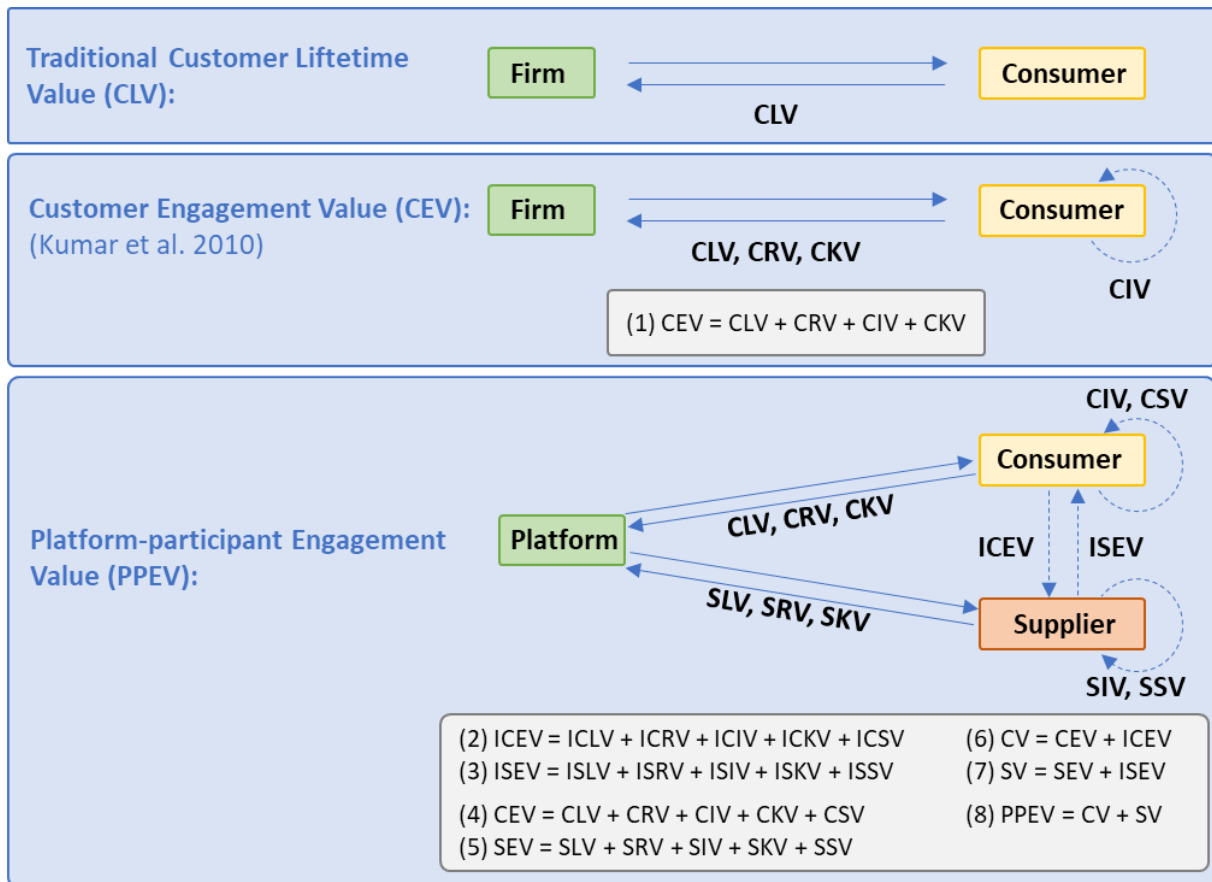 Traditional Customer Liftetime
Value (CLV):
Firm
Consumer
CLV
Customer Engagement Value (CEV):
(Kumar et al. 2010)
Firm
Consumer
CLV, CRV, CKV
CIV
(1) CEV = CLV + CRV + CIV + CKV
Platform-participant Engagement
Value (PPEV):
CIV, CSV
Consumer
CLV, CRV, CKV
Platform
ICEV
ISEV
SLV, SRV, SKV
Supplier
SIV, SSV
(2) ICEV = ICLV + ICRV + ICIV + ICKV + ICSV
(3) ISEV = ISLV + ISRV + ISIV + ISKV + ISSV
(4) CEV = CLV + CRV + CIV + CKV + CSV
(5) SEV = SLV + SRV + SIV + SKV + SSV
(6) CV = CEV + ICEV
(7) SV = SEV + ISEV
(8) PPEV = CV + SV